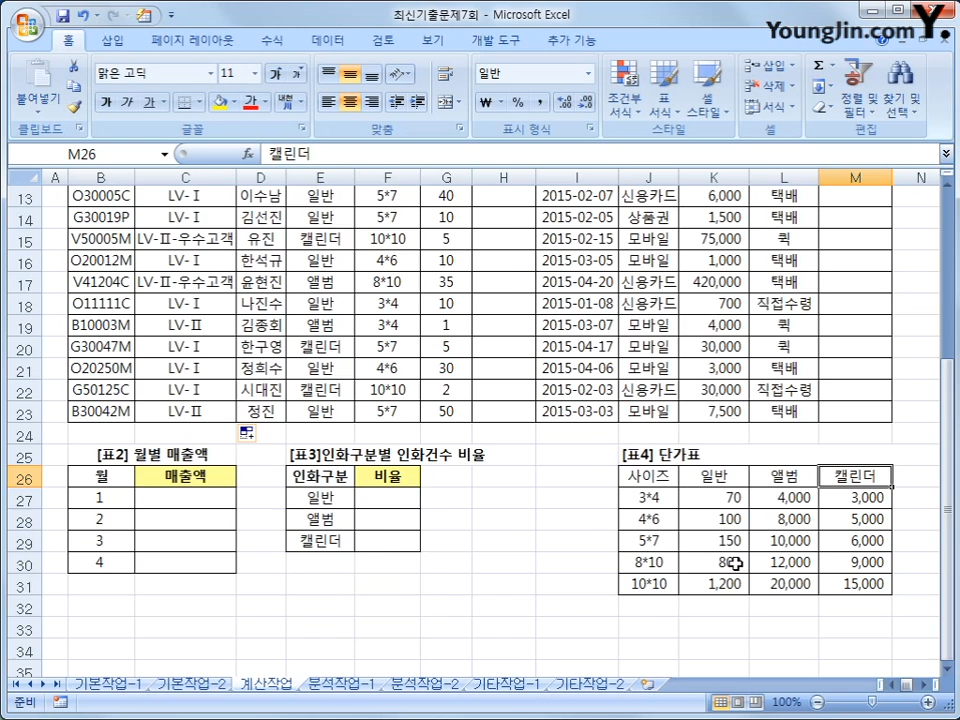 최신기출문제7회 - Microsoft Excel
YoungJin.com Y.
홈 삽입 페이지 레이아웃 수식 데이터 검토 보기 개발 도구 추가 기능
붙여넣기 맑은 고딕 11 일반 조건부 서식 표 서식 셀 스타일 삽입 삭제 서식 정렬 및 필터 찾기 및 선택
클립보드 글꼴 맞춤 표시 형식 스타일 셀 편집
M26 fx 캘린더
A B C D E F G H I J K L M N
13 O30005C LV-Ⅰ 이수남 일반 5*7 40 2015-02-07 신용카드 6,000 택배
14 G30019P LV-Ⅰ 김선진 일반 5*7 10 2015-02-05 상품권 1,500 택배
15 V50005M LV-Ⅱ-우수고객 유진 캘린더 10*10 5 2015-02-15 모바일 75,000 퀵
16 O20012M LV-Ⅰ 한석규 일반 4*6 10 2015-03-05 모바일 1,000 택배
17 V41204C LV-Ⅱ-우수고객 윤현진 앨범 8*10 35 2015-04-20 신용카드 420,000 택배
18 O11111C LV-Ⅰ 나진수 일반 3*4 10 2015-01-08 신용카드 700 직접수령
19 B10003M LV-Ⅱ 김종회 앨범 3*4 1 2015-03-07 모바일 4,000 퀵
20 G30047M LV-Ⅰ 한구영 캘린더 5*7 5 2015-04-17 모바일 30,000 퀵
21 O20250M LV-Ⅰ 정희수 일반 4*6 30 2015-04-06 모바일 3,000 택배
22 G50125C LV-Ⅰ 시대진 캘린더 10*10 2 2015-02-03 신용카드 30,000 직접수령
23 B30042M LV-Ⅱ 정진 일반 5*7 50 2015-03-03 모바일 7,500 택배
24
25 [표2] 월별 매출액 [표3]인화구분별 인화건수 비율 [표4] 단가표
26 월 매출액 인화구분 비율 사이즈 일반 앨범 캘린더
27 1 일반 3*4 70 4,000 3,000
28 2 앨범 4*6 100 8,000 5,000
29 3 캘린더 5*7 150 10,000 6,000
30 4 8*10 12,000 9,000
31 10*10 1,200 20,000 15,000
32
33
34
35
기본작업-1 기본작업-2 계산작업 분석작업-1 분석작업-2 기타작업-1 기타작업-2
준비 100%